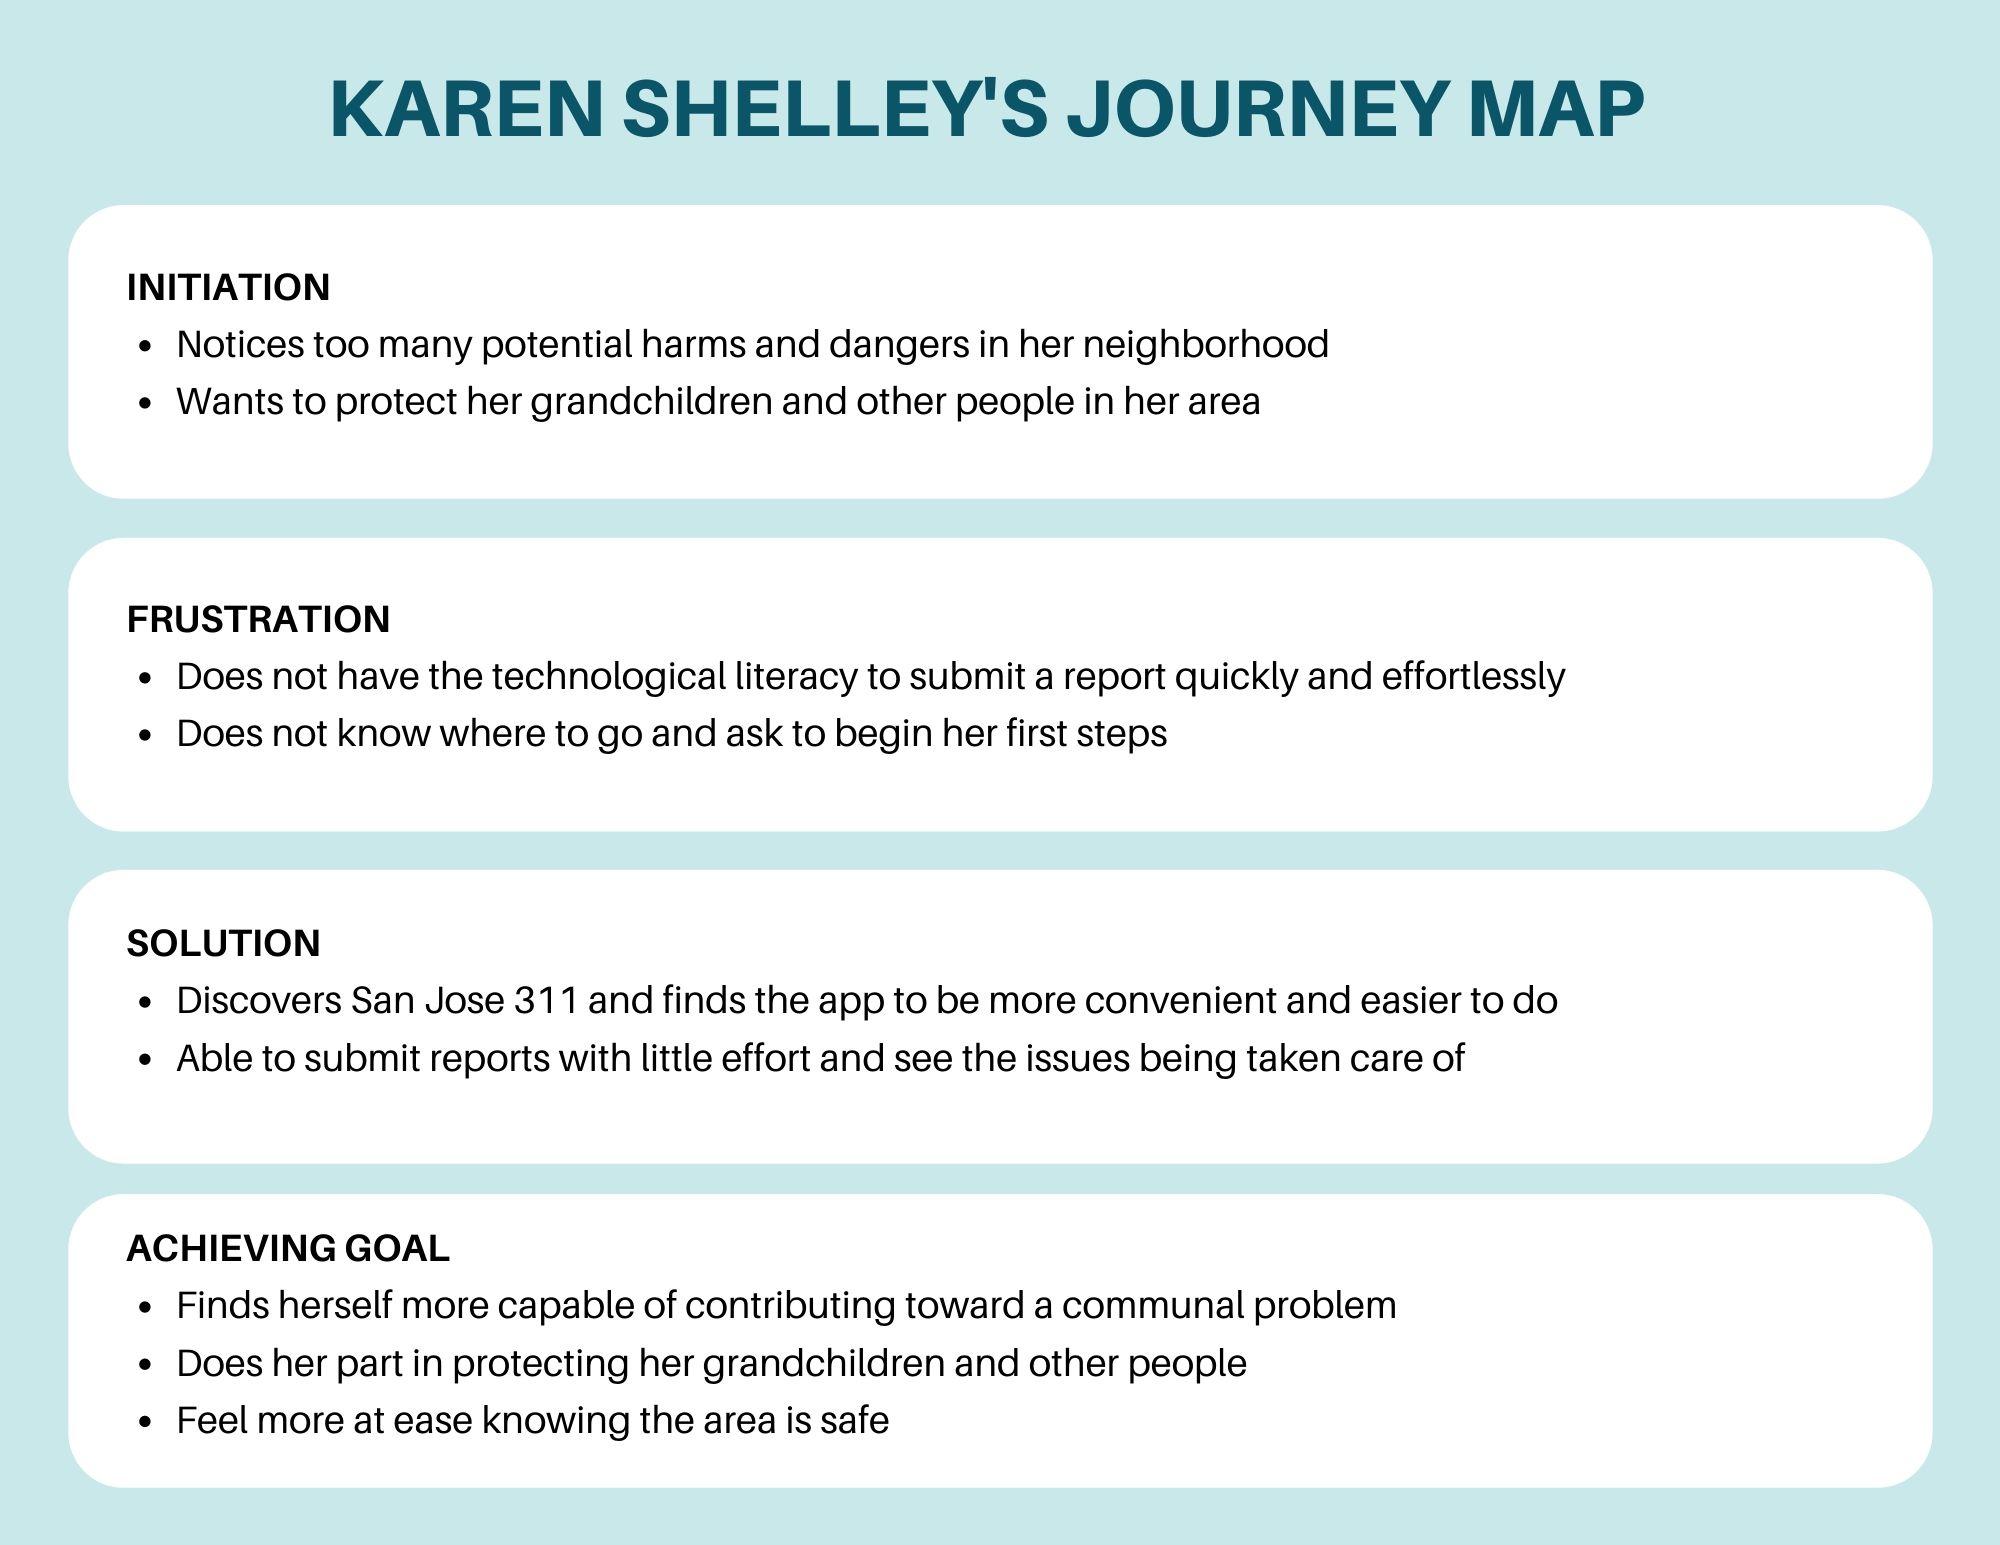 KAREN SHELLEY'S JOURNEY MAP
INITIATION
• Notices too many potential harms and dangers in her neighborhood
• Wants to protect her grandchildren and other people in her area
FRUSTRATION
• Does not have the technological literacy to submit a report quickly and effortlessly
• Does not know where to go and ask to begin her first steps
SOLUTION
• Discovers San Jose 311 and finds the app to be more convenient and easier to do
• Able to submit reports with little effort and see the issues being taken care of
ACHIEVING GOAL
• Finds herself more capable of contributing toward a communal problem
• Does her part in protecting her grandchildren and other people
• Feel more at ease knowing the area is safe